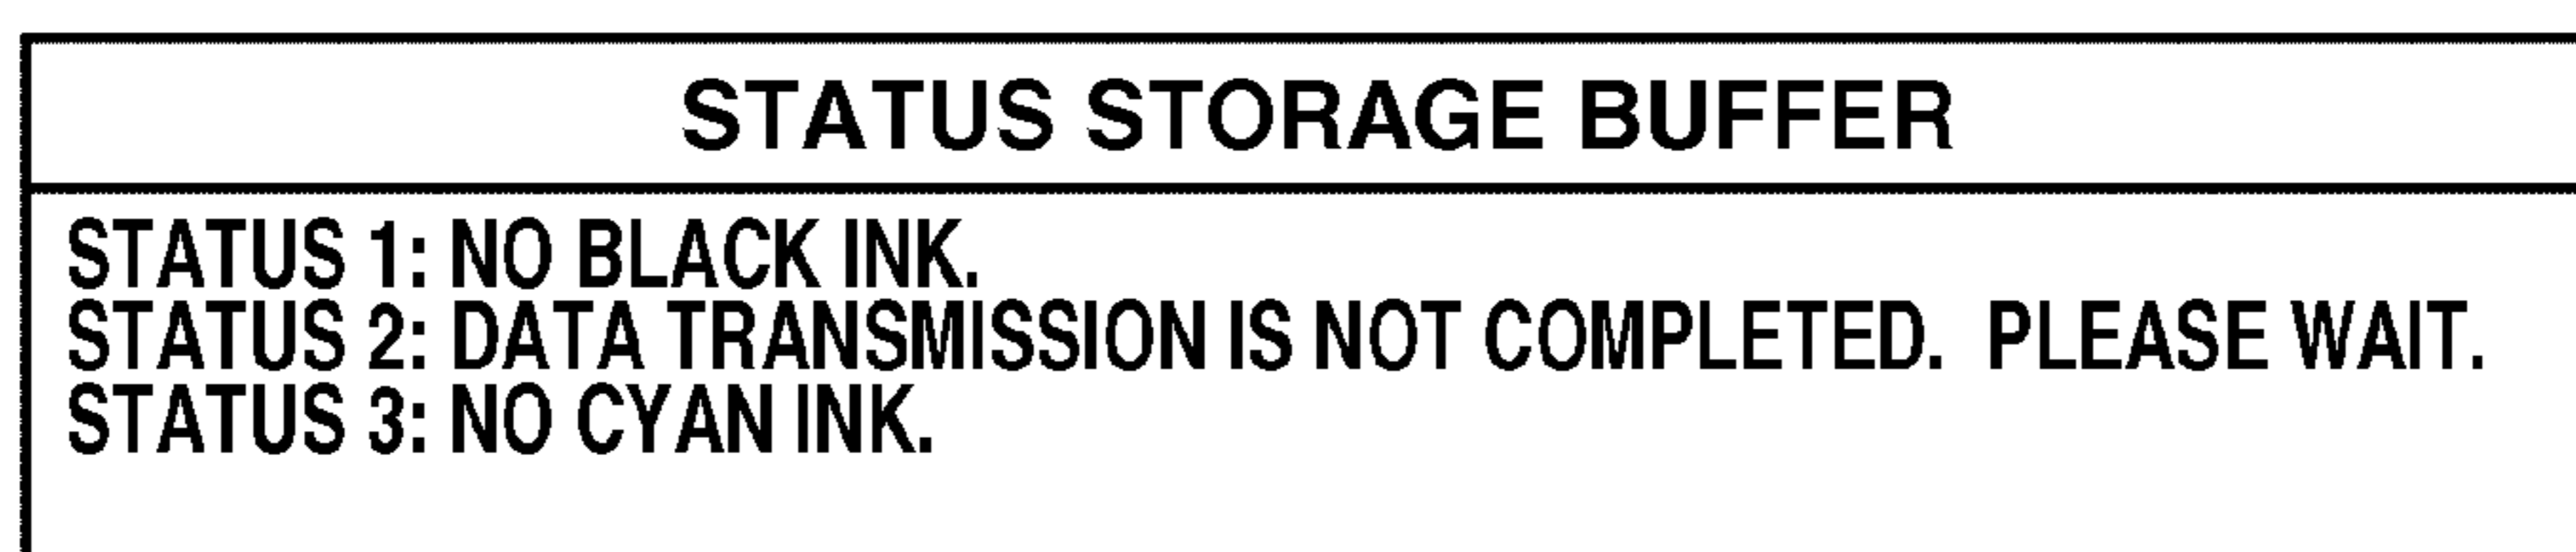 STATUS STORAGE BUFFER
STATUS 1: NO BLACK INK.
STATUS 2: DATA TRANSMISSION IS NOT COMPLETED.  PLEASE WAIT.
STATUS 3: NO CYAN INK.